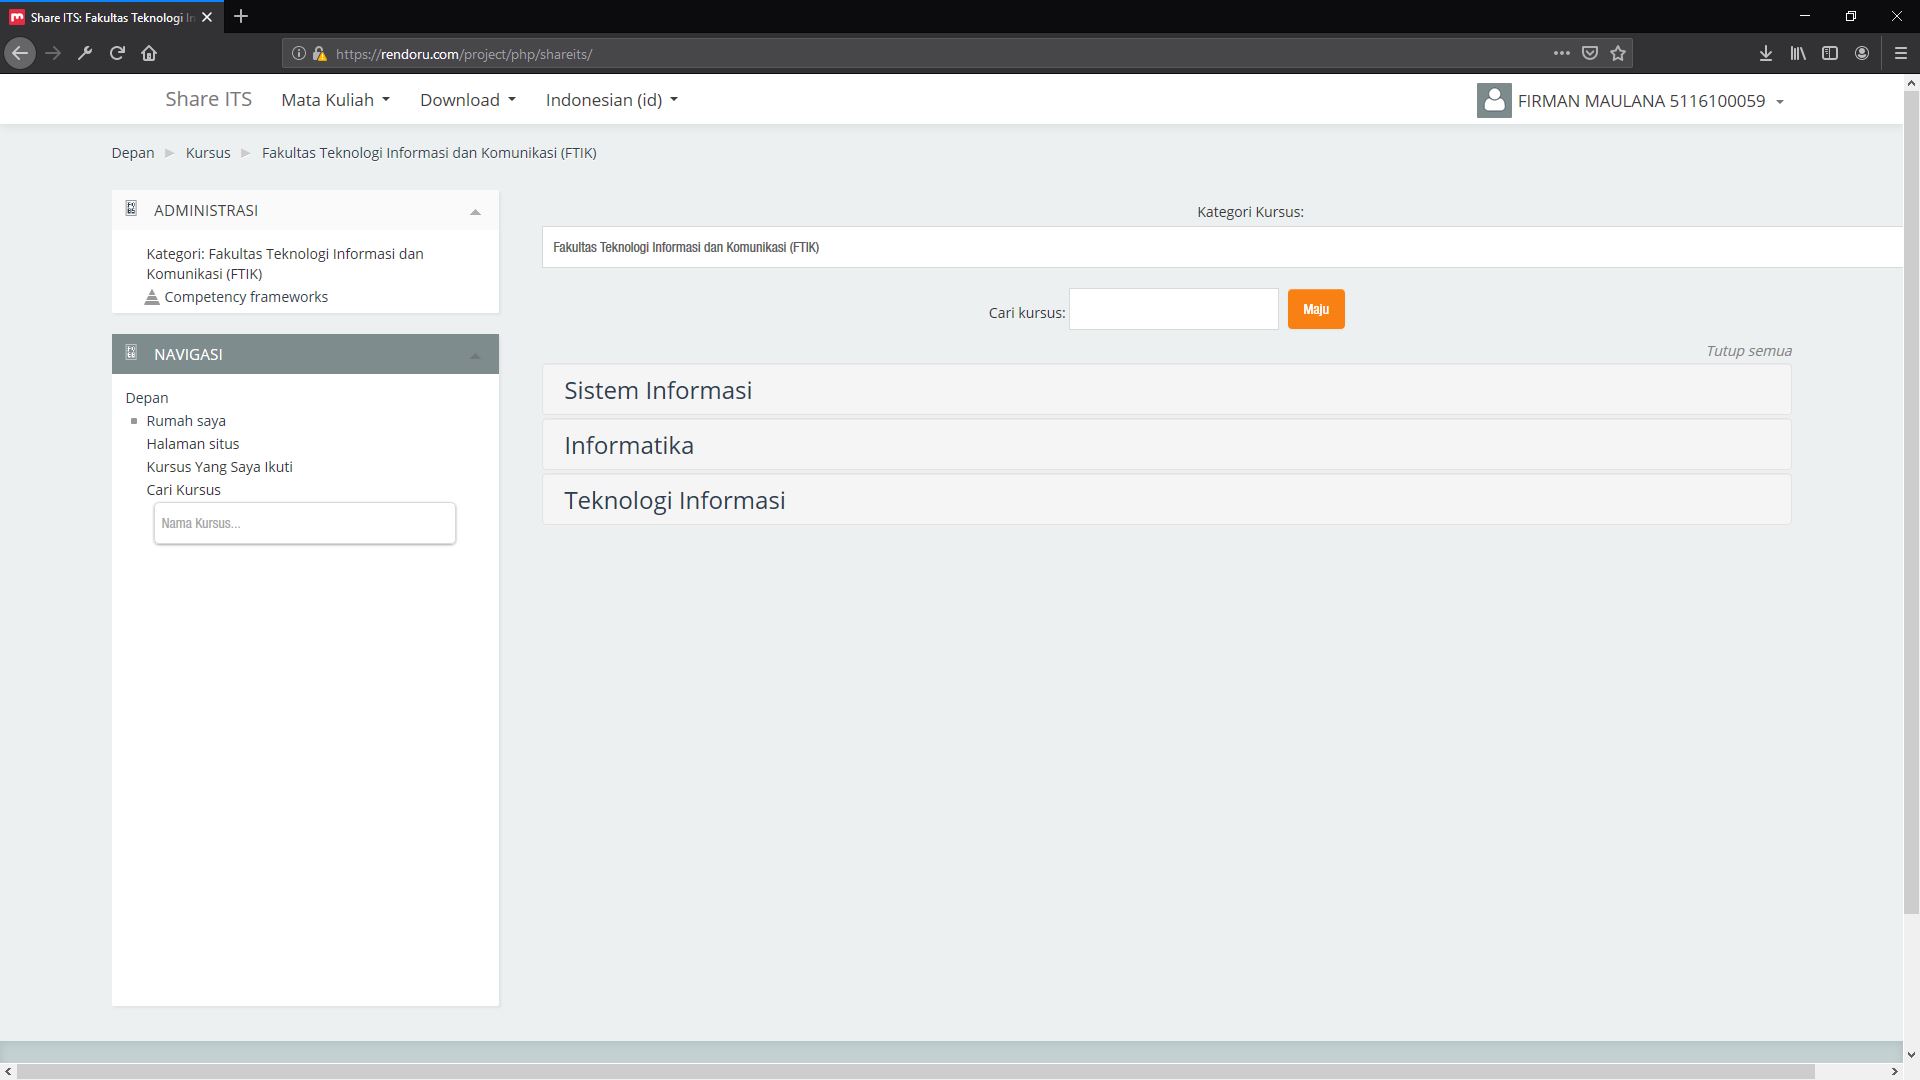 Share ITS: Fakultas Teknologi In
https://rendoru.com/project/php/shareits/
Share ITS
Mata Kuliah
Download
Indonesian (id)
FIRMAN MAULANA 5116100059
Depan
Kursus
Fakultas Teknologi Informasi dan Komunikasi (FTIK)
ADMINISTRASI
Kategori: Fakultas Teknologi Informasi dan
Komunikasi (FTIK)
Competency frameworks
NAVIGASI
Depan
Rumah saya
Halaman situs
Kursus Yang Saya Ikuti
Cari Kursus
Nama Kursus...
Kategori Kursus:
Fakultas Teknologi Informasi dan Komunikasi (FTIK)
Cari kursus:
Maju
Tutup semua
Sistem Informasi
Informatika
Teknologi Informasi